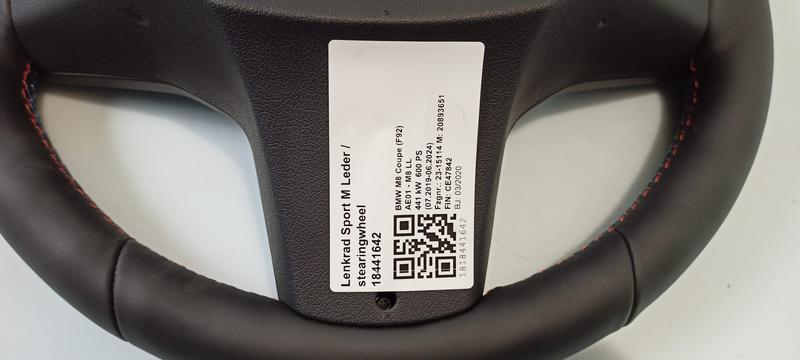 Lenkrad Sport M Leder /
stearingwheel
18441642
BMW M8 Coupe (F92)
AE01 - M8 LL
441 kW  600 PS
(07.2019-06.2024)
Fzgnr.: 23-15114 M: 20893651
FIN: CE47842
BJ: 03/2020
1818441642